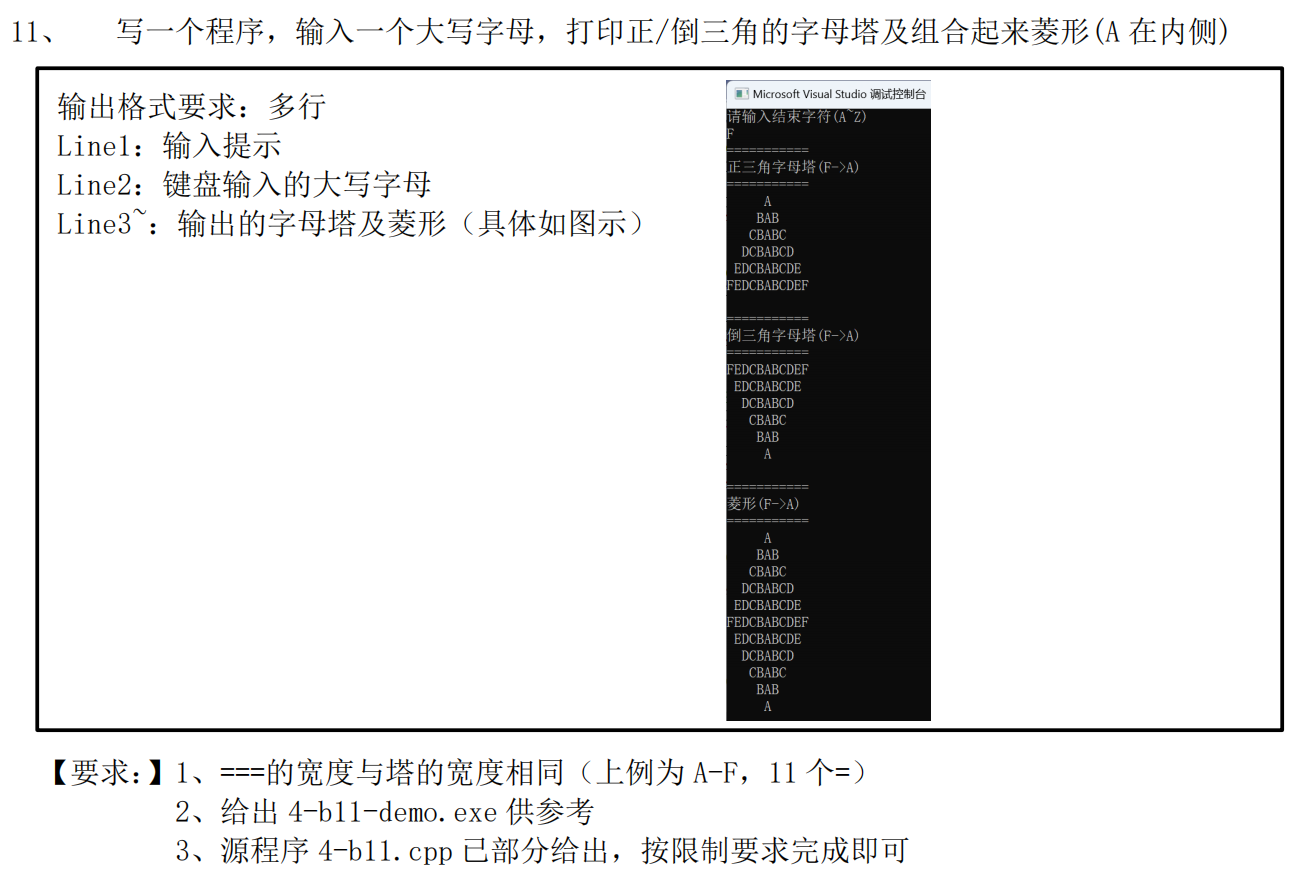 11、 写一个程序，输入一个大写字母，打印正/倒三角的字母塔及组合起来菱形(A 在内侧)
输出格式要求：多行
Line1：输入提示
Line2：键盘输入的大写字母
Line3~：输出的字母塔及菱形（具体如图示）
Microsoft Visual Studio 调试控制台
请输入结束字符(A~Z)
F
===========
正三角字母塔(F->A)
===========
     A
    BAB
   CBABC
  DCBABCD
 EDCBABCDE
FEDCBABCDEF
===========
倒三角字母塔(F->A)
===========
FEDCBABCDEF
 EDCBABCDE
  DCBABCD
   CBABC
    BAB
     A
===========
菱形(F->A)
===========
     A
    BAB
   CBABC
  DCBABCD
 EDCBABCDE
FEDCBABCDEF
 EDCBABCDE
  DCBABCD
   CBABC
    BAB
     A
【要求：】1、===的宽度与塔的宽度相同（上例为 A-F，11 个=）
2、给出 4-b11-demo.exe 供参考
3、源程序 4-b11.cpp 已部分给出，按限制要求完成即可